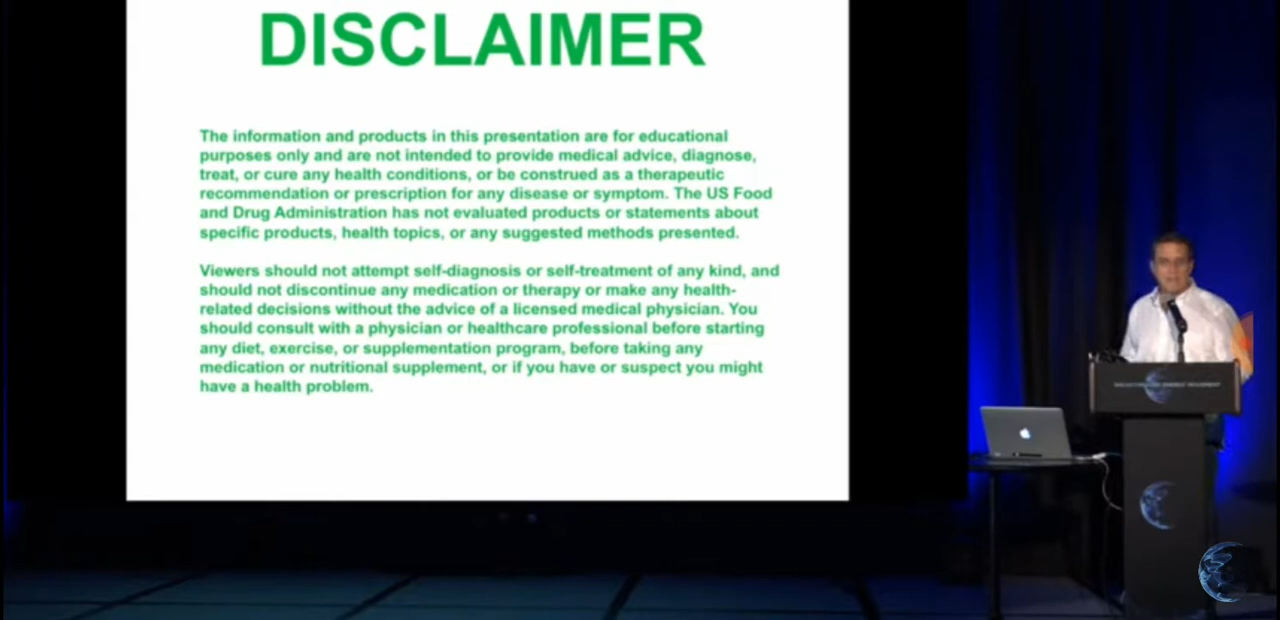 DISCLAIMER
The information and products in this presentation are for educational
purposes only and are not intended to provide medical advice, diagnose,
treat, or cure any health conditions, or be construed as a therapeutic
recommendation or prescription for any disease or symptom. The US Food
and Drug Administration has not evaluated products or statements about
specific products, health topics, or any suggested methods presented.
Viewers should not attempt self-diagnosis or self-treatment of any kind, and
should not discontinue any medication or therapy or make any health-
related decisions without the advice of a licensed medical physician. You
should consult with a physician or healthcare professional before starting
any diet, exercise, or supplementation program, before taking any
medication or nutritional supplement, or if you have or suspect you might
have a health problem.